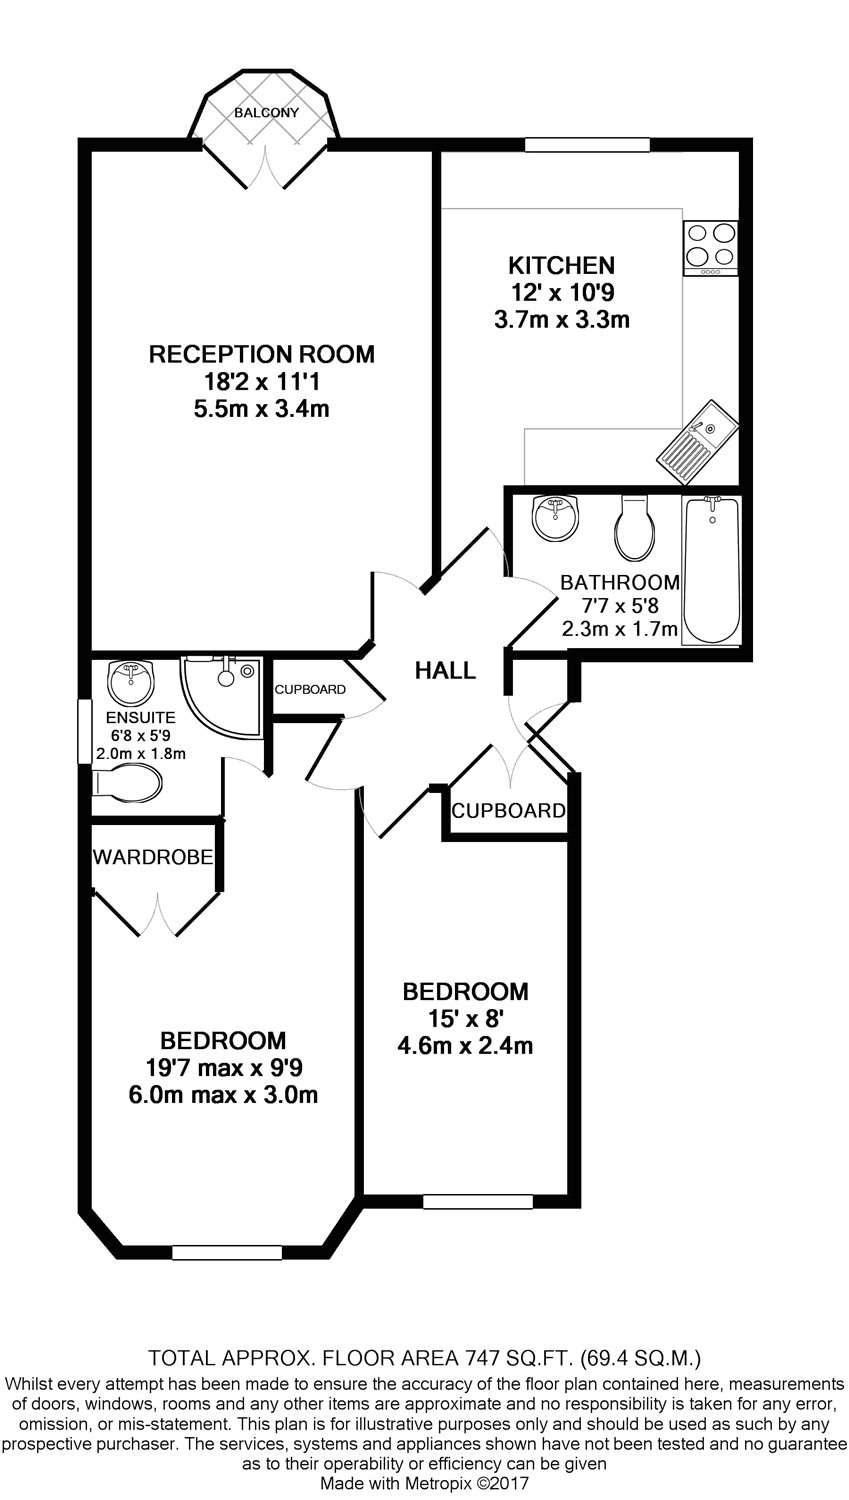 BALCONY
KITCHEN
12' x 10'9
3.7m x 3.3m
RECEPTION ROOM
18'2 x 11'1
5.5m x 3.4m
BATHROOM
7'7 x 5'8
2.3m x 1.7m
HALL
CUPBOARD
ENSUITE
6'8 x 5'9
2.0m x 1.8m
CUPBOARD
WARDROBE
BEDROOM
15' x 8'
4.6m x 2.4m
BEDROOM
19'7 max x 9'9
6.0m max x 3.0m
TOTAL APPROX. FLOOR AREA 747 SQ.FT. (69.4 SQ.M.)
Whilst every attempt has been made to ensure the accuracy of the floor plan contained here, measurements
of doors, windows, rooms and any other items are approximate and no responsibility is taken for any error,
omission, or mis-statement. This plan is for illustrative purposes only and should be used as such by any
prospective purchaser. The services, systems and appliances shown have not been tested and no guarantee
as to their operability or efficiency can be given
Made with Metropix ©2017